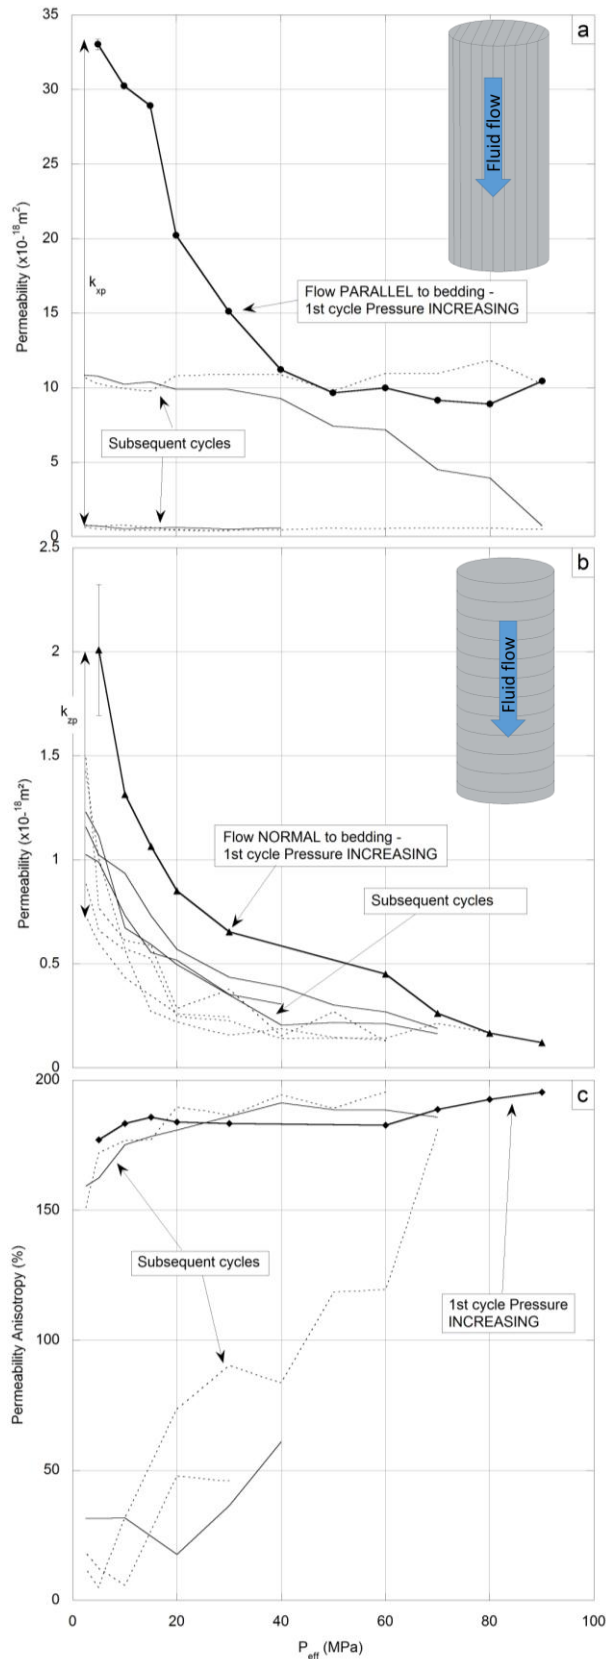 35
a
30
25
20
15
10
5
0
Permeability (x10-¹⁸m²)
k_xp
Fluid flow
Flow PARALLEL to bedding -
1st cycle Pressure INCREASING
Subsequent cycles
2.5
b
2
1.5
1
0.5
0
Permeability (x10-¹⁸m²)
k_zp
Fluid flow
Flow NORMAL to bedding -
1st cycle Pressure INCREASING
Subsequent cycles
200
c
150
100
50
0
Permeability Anisotropy (%)
Subsequent cycles
1st cycle Pressure
INCREASING
0 20 40 60 80 100
P_eff (MPa)